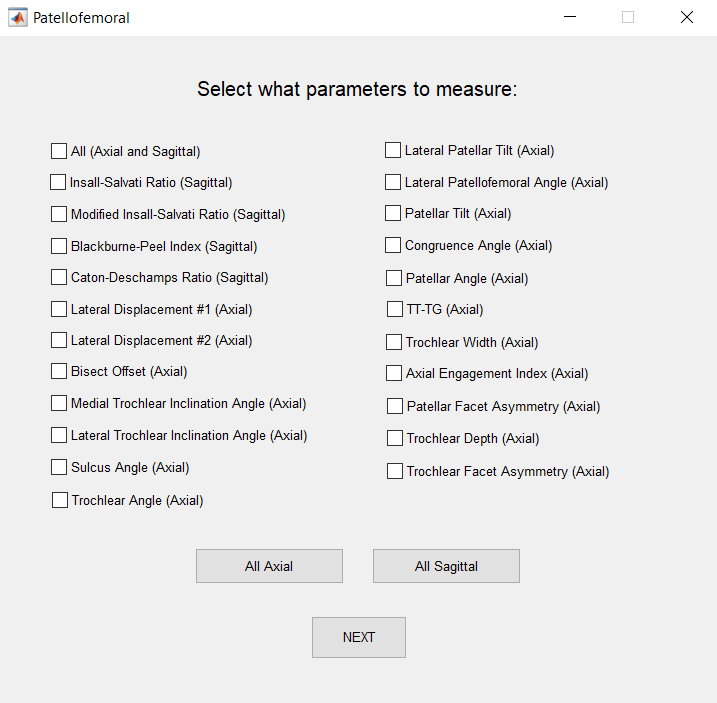 Patellofemoral
Select what parameters to measure:
All (Axial and Sagittal)
Insall-Salvati Ratio (Sagittal)
Modified Insall-Salvati Ratio (Sagittal)
Blackburne-Peel Index (Sagittal)
Caton-Deschamps Ratio (Sagittal)
Lateral Displacement #1 (Axial)
Lateral Displacement #2 (Axial)
Bisect Offset (Axial)
Medial Trochlear Inclination Angle (Axial)
Lateral Trochlear Inclination Angle (Axial)
Sulcus Angle (Axial)
Trochlear Angle (Axial)
Lateral Patellar Tilt (Axial)
Lateral Patellofemoral Angle (Axial)
Patellar Tilt (Axial)
Congruence Angle (Axial)
Patellar Angle (Axial)
TT-TG (Axial)
Trochlear Width (Axial)
Axial Engagement Index (Axial)
Patellar Facet Asymmetry (Axial)
Trochlear Depth (Axial)
Trochlear Facet Asymmetry (Axial)
All Axial
All Sagittal
NEXT